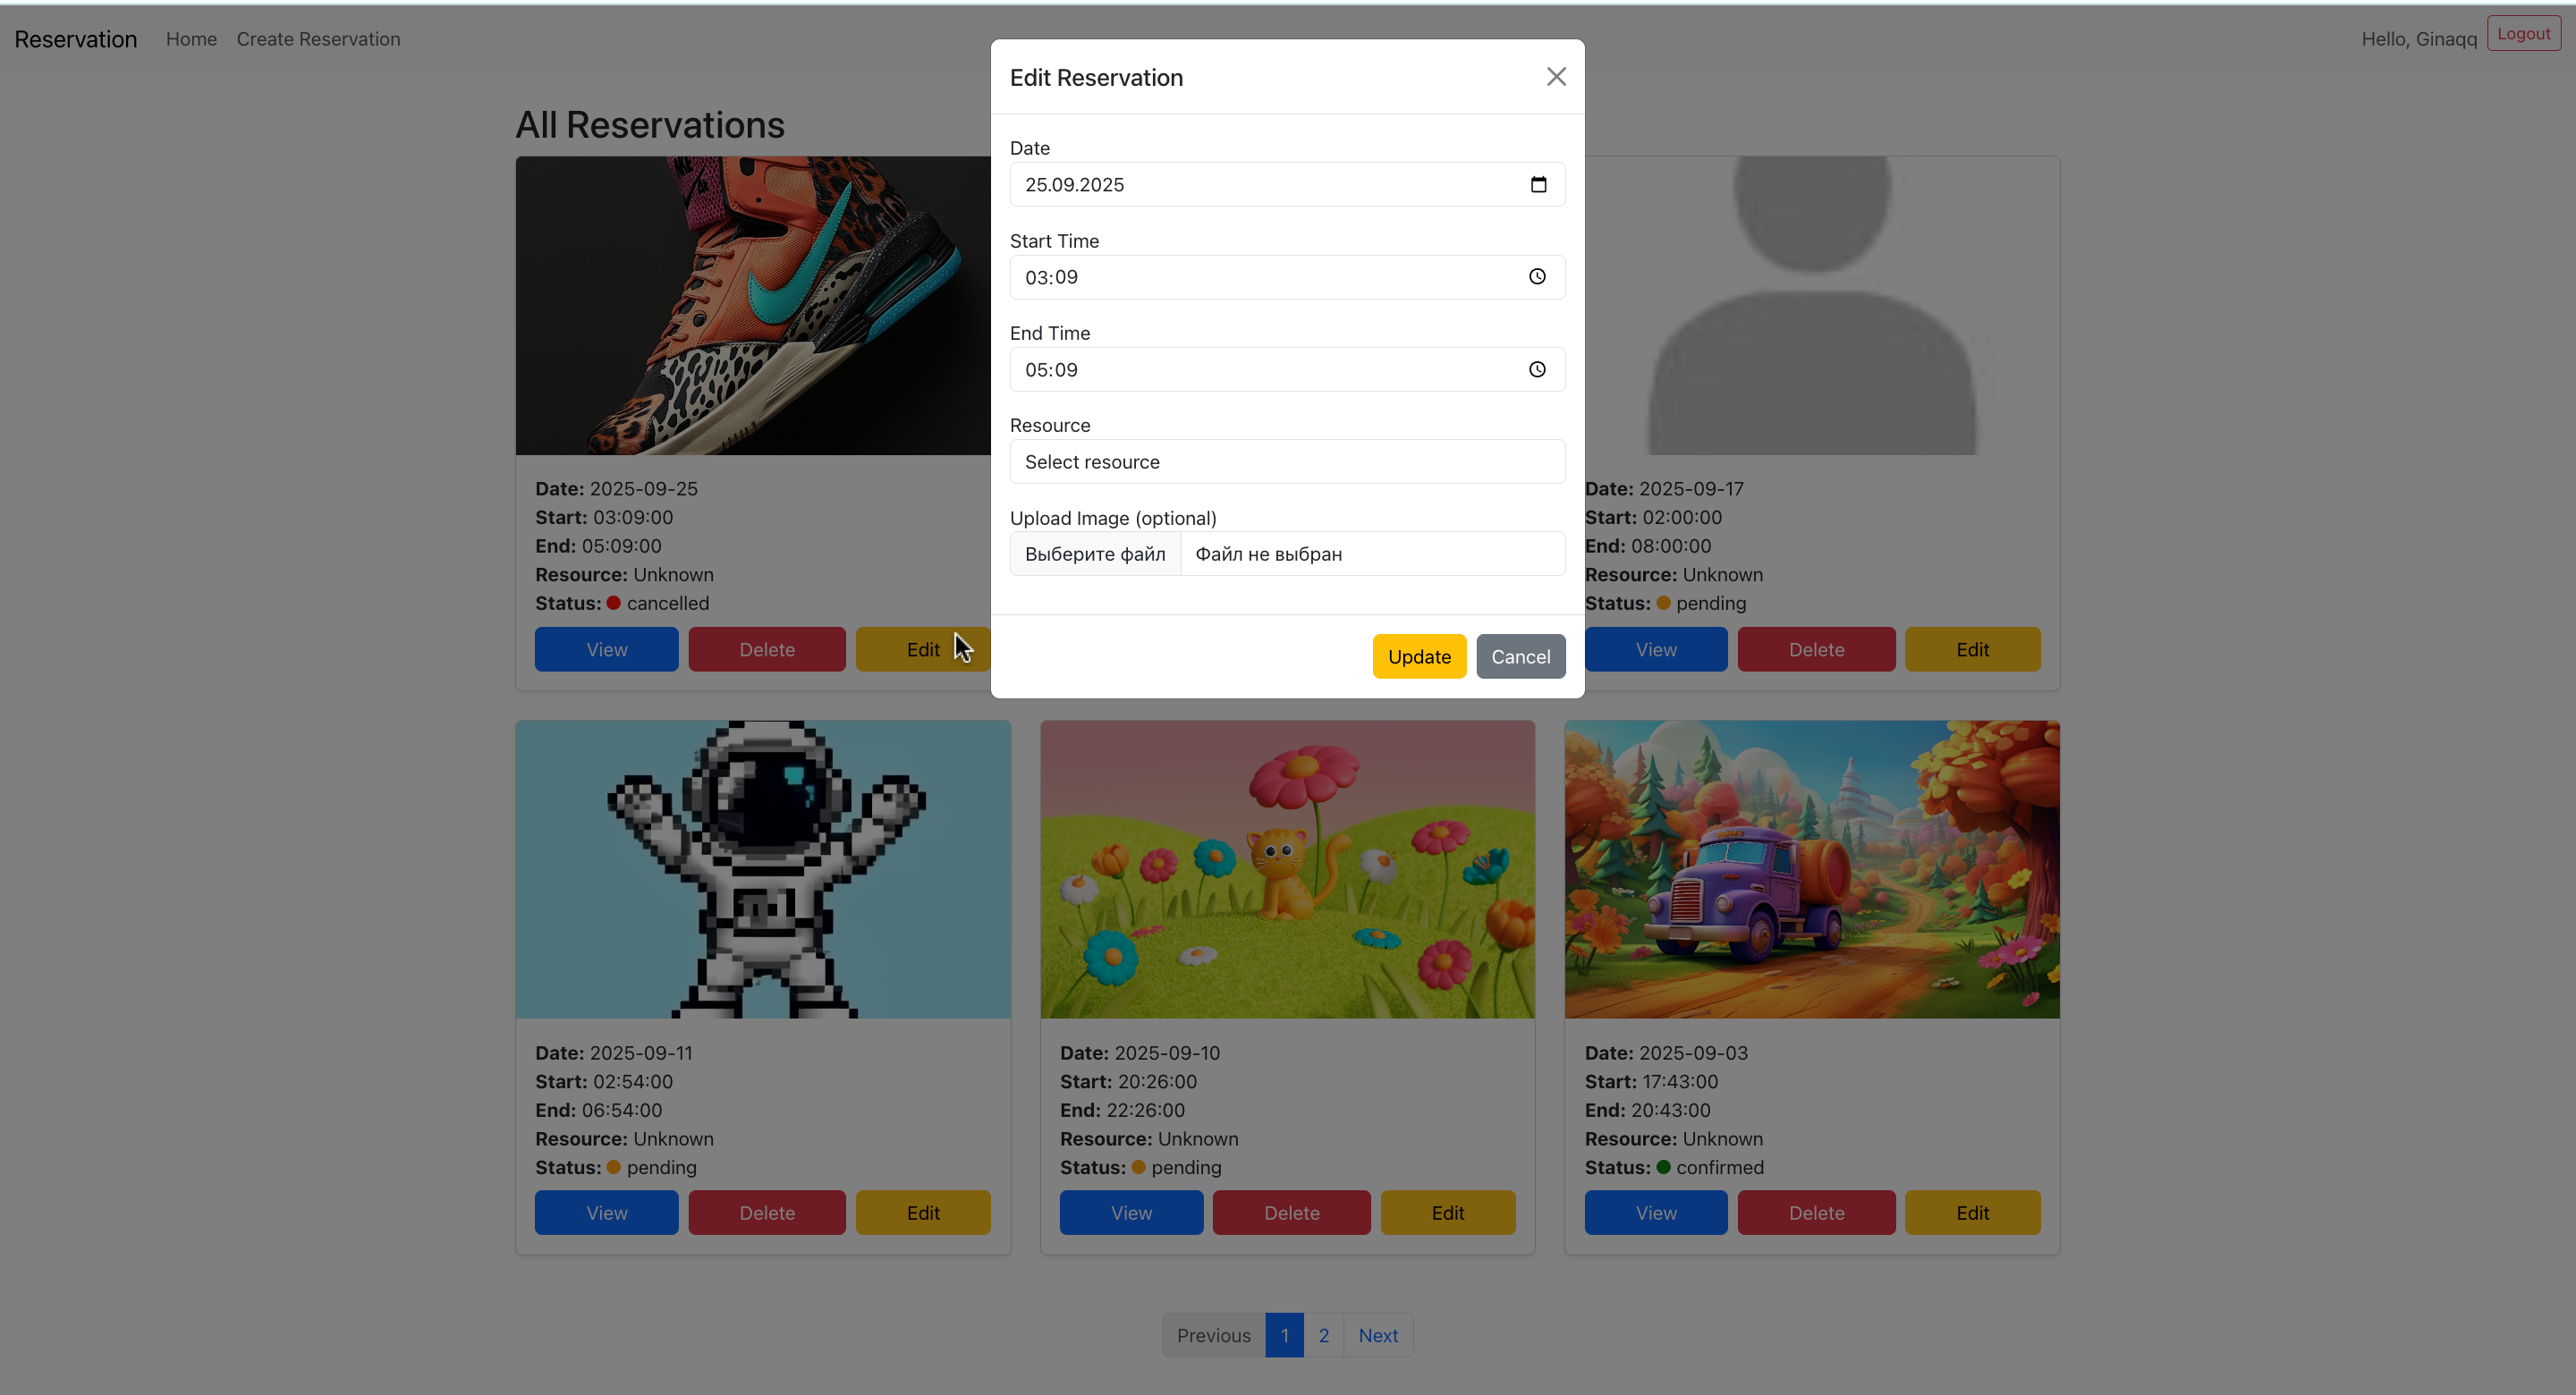 Reservation Home Create Reservation Hello, Ginaqq Logout
All Reservations
Edit Reservation
Date
25.09.2025
Start Time
03:09
End Time
05:09
Resource
Select resource
Upload Image (optional)
Выберите файл Файл не выбран
Update Cancel
Date: 2025-09-25
Start: 03:09:00
End: 05:09:00
Resource: Unknown
Status: cancelled
View Delete Edit
Date: 2025-09-17
Start: 02:00:00
End: 08:00:00
Resource: Unknown
Status: pending
View Delete Edit
Date: 2025-09-11
Start: 02:54:00
End: 06:54:00
Resource: Unknown
Status: pending
View Delete Edit
Date: 2025-09-10
Start: 20:26:00
End: 22:26:00
Resource: Unknown
Status: pending
View Delete Edit
Date: 2025-09-03
Start: 17:43:00
End: 20:43:00
Resource: Unknown
Status: confirmed
View Delete Edit
Previous 1 2 Next